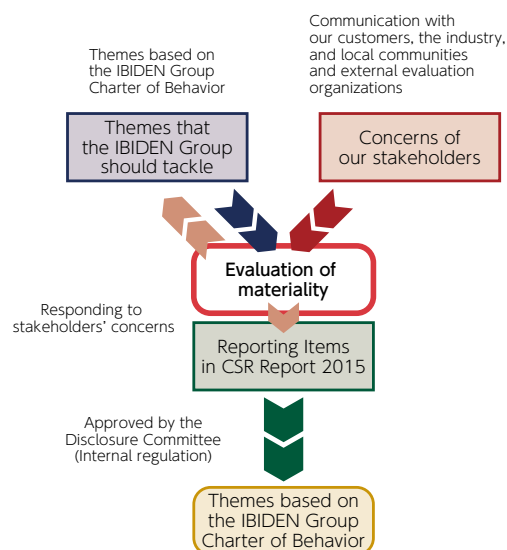 Themes based on
the IBIDEN Group
Charter of Behavior
Communication with
our customers, the industry,
and local communities
and external evaluation
organizations
Themes that
the IBIDEN Group
should tackle
Concerns of
our stakeholders
Evaluation of
materiality
Responding to
stakeholders’ concerns
Reporting Items
in CSR Report 2015
Approved by the
Disclosure Committee
(Internal regulation)
Themes based on
the IBIDEN Group
Charter of Behavior